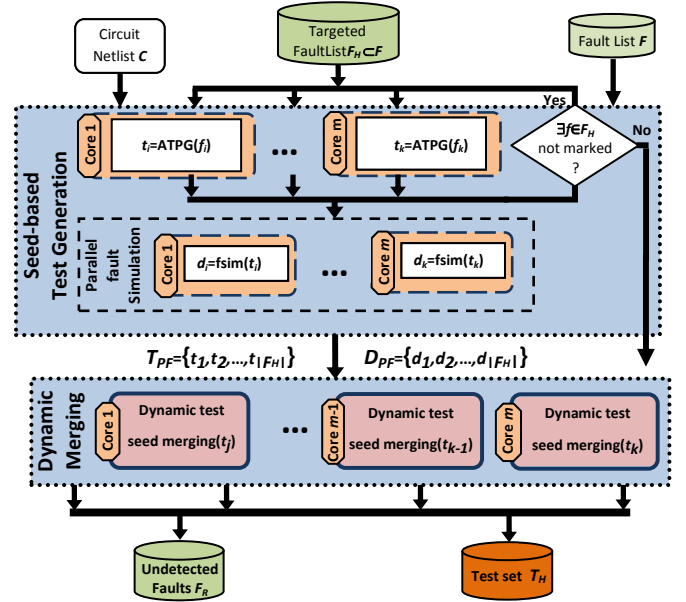 Circuit
Netlist C
Targeted
FaultListF_H⊂F
Fault List F
Yes
No
∃f∈F_H
not marked
?
Seed-based
Test Generation
Core 1
t_i=ATPG(f_i)
...
Core m
t_k=ATPG(f_k)
Parallel
fault
Simulation
Core 1
d_i=fsim(t_i)
...
Core m
d_k=fsim(t_k)
T_PF={t_1,t_2,...,t_|F_H|}
D_PF={d_1,d_2,...,d_|F_H|}
Dynamic
Merging
Core 1
Dynamic test
seed merging(t_j)
...
Core m-1
Dynamic test
seed merging(t_k-1)
Core m
Dynamic test
seed merging(t_k)
Undetected
Faults F_R
Test set T_H